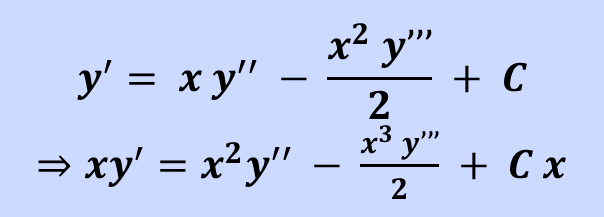 y′ = x y′′ − x² y′′′ / 2 + C
⇒ xy′ = x²y′′ − x³ y′′′ / 2 + C x